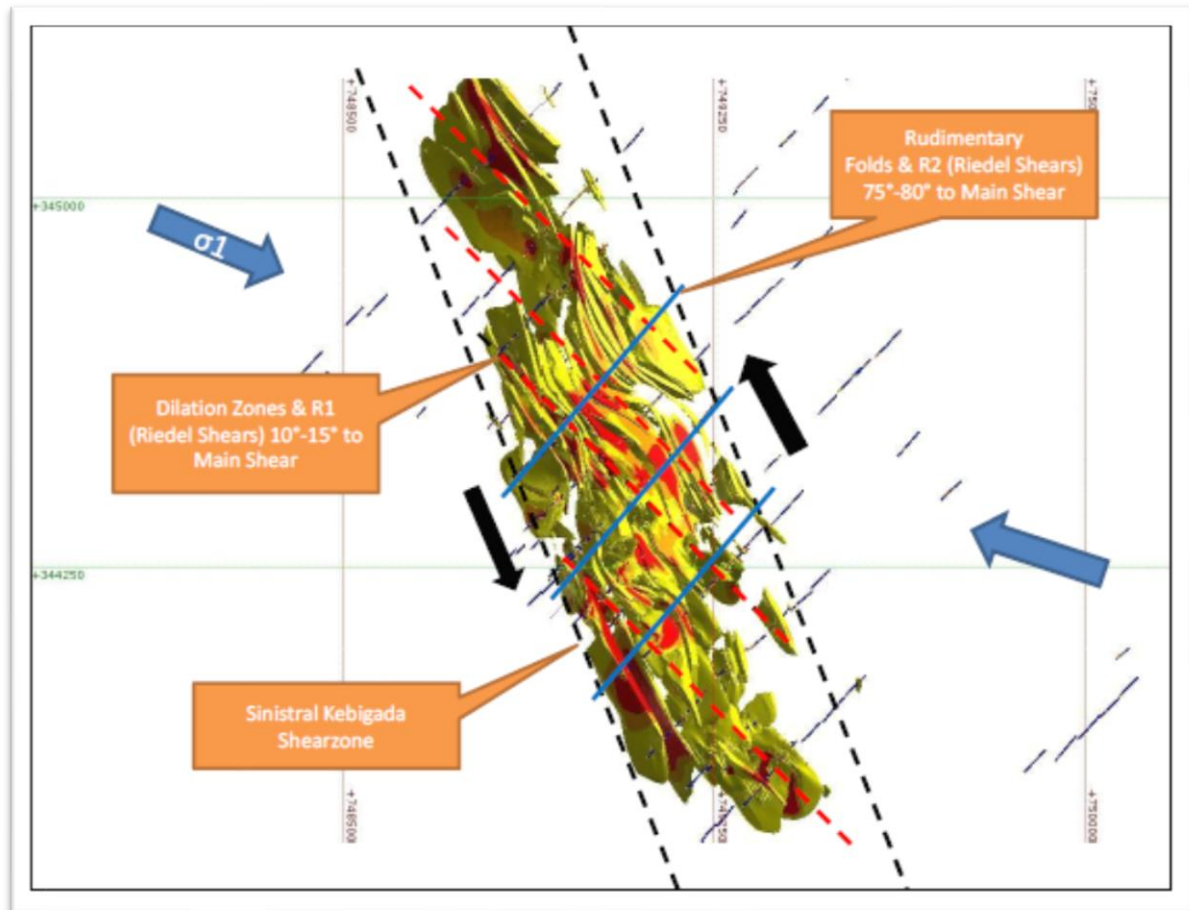 +748500
+749250
+75
Rudimentary
Folds & R2 (Riedel Shears)
75°-80° to Main Shear
+345000
σ1
Dilation Zones & R1
(Riedel Shears) 10°-15° to
Main Shear
+344250
Sinistral Kebigada
Shearzone
+748500
+750000